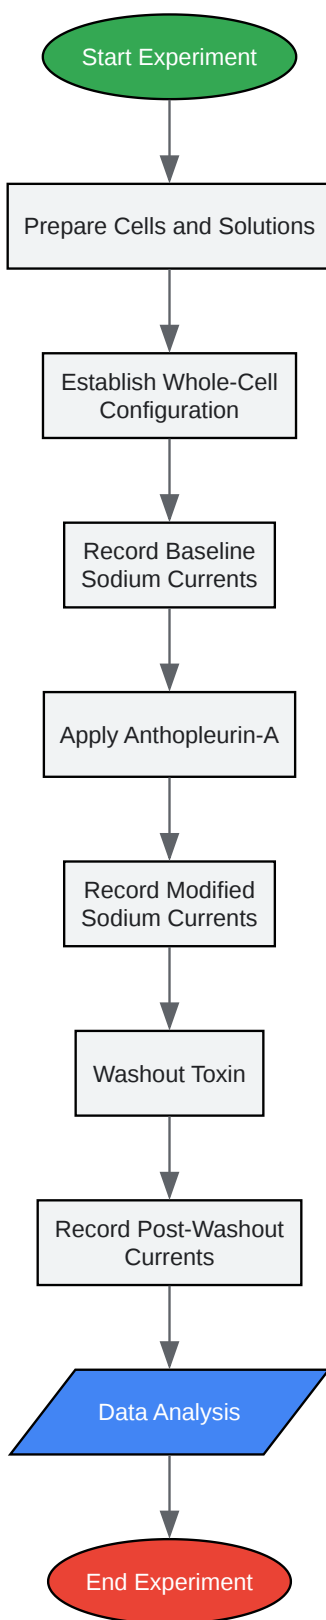 Start Experiment
Prepare Cells and Solutions
Establish Whole-Cell
Configuration
Record Baseline
Sodium Currents
Apply Anthopleurin-A
Record Modified
Sodium Currents
Washout Toxin
Record Post-Washout
Currents
Data Analysis
End Experiment